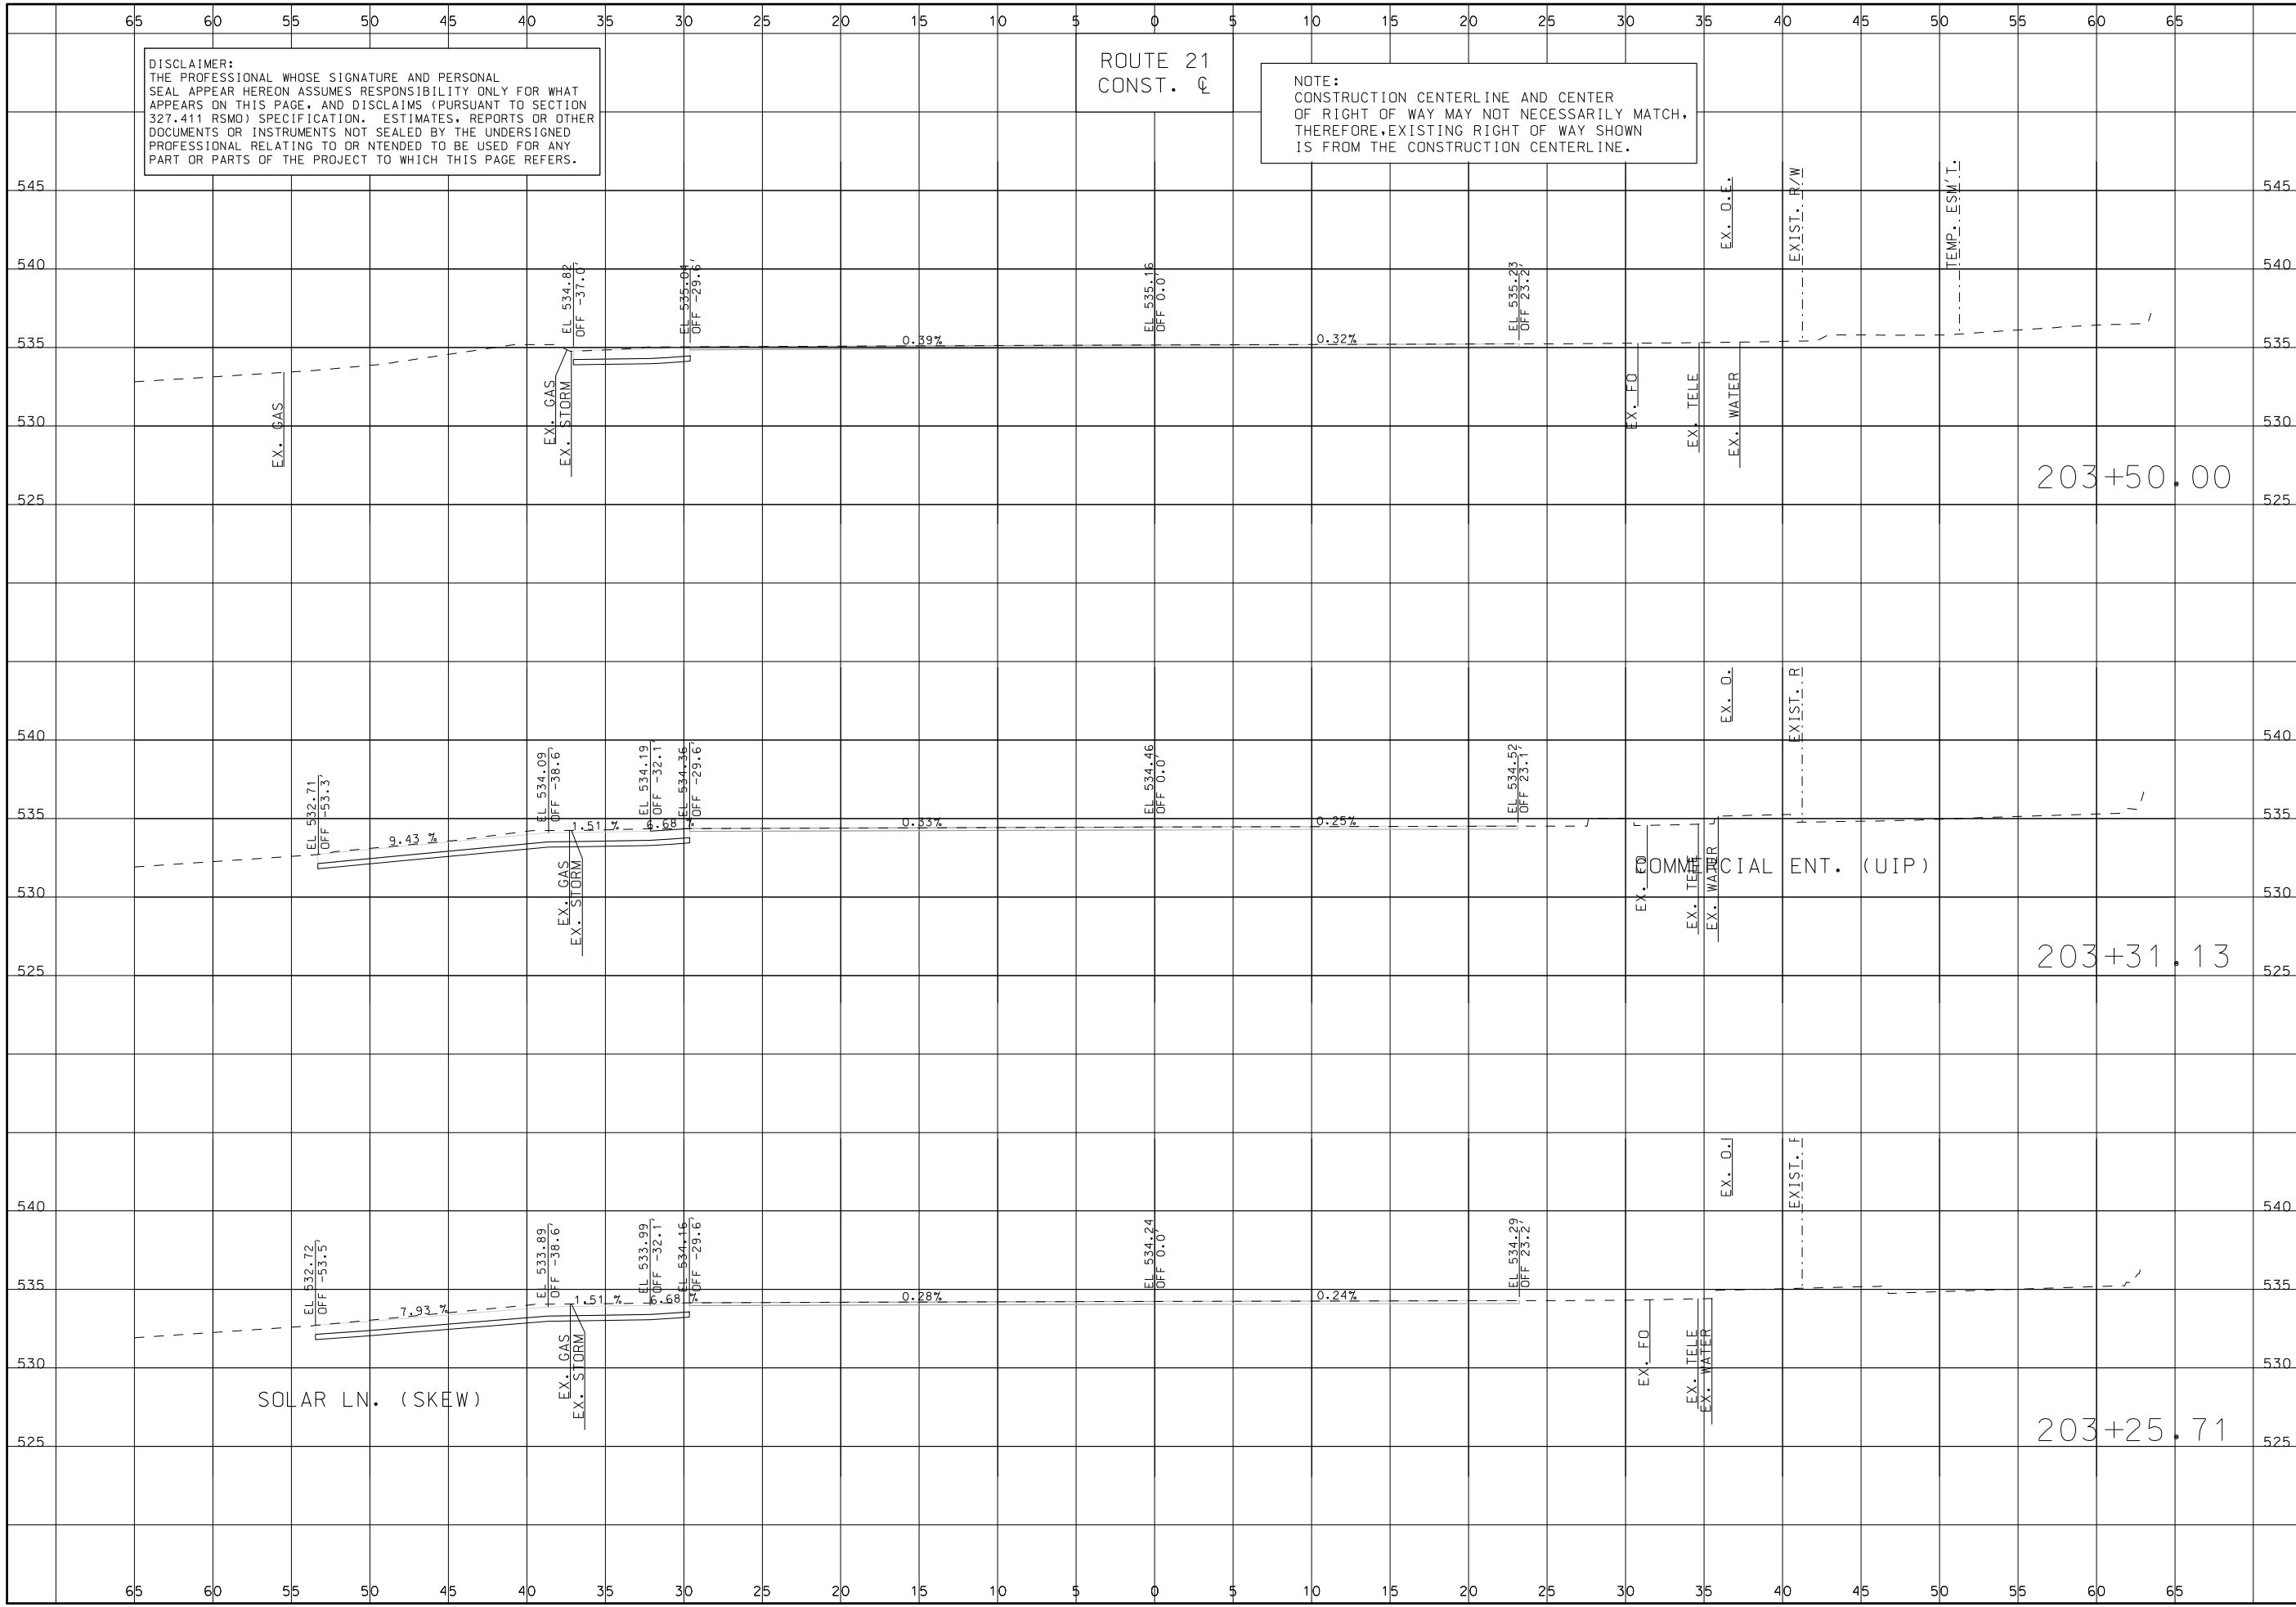 65 60 55 50 45 40 35 30 25 20 15 10 5 0 5 10 15 20 25 30 35 40 45 50 55 60 65
DISCLAIMER:
THE PROFESSIONAL WHOSE SIGNATURE AND PERSONAL
SEAL APPEAR HEREON ASSUMES RESPONSIBILITY ONLY FOR WHAT
APPEARS ON THIS PAGE, AND DISCLAIMS (PURSUANT TO SECTION
327.411 RSMO) SPECIFICATION. ESTIMATES, REPORTS OR OTHER
DOCUMENTS OR INSTRUMENTS NOT SEALED BY THE UNDERSIGNED
PROFESSIONAL RELATING TO OR NTENDED TO BE USED FOR ANY
PART OR PARTS OF THE PROJECT TO WHICH THIS PAGE REFERS.
ROUTE 21
CONST. ℄
NOTE:
CONSTRUCTION CENTERLINE AND CENTER
OF RIGHT OF WAY MAY NOT NECESSARILY MATCH,
THEREFORE,EXISTING RIGHT OF WAY SHOWN
IS FROM THE CONSTRUCTION CENTERLINE.
545 545
EX. O.E.
EXIST. R/W
TEMP. ESM'T.
540 540
EL 534.82
OFF -37.0'
EL 535.04
OFF -29.6'
EL 535.16
OFF 0.0'
EL 535.23
OFF 23.2'
535 0.39% 0.32% 535
EX. GAS
EX. GAS
EX. STORM
EX. FO
EX. TELE
EX. WATER
530 530
203+50.00
525 525
EX. O.
EXIST. R
540 540
EL 532.71
OFF -53.3'
EL 534.09
OFF -38.6'
EL 534.19
OFF -32.1'
EL 534.36
OFF -29.6'
EL 534.46
OFF 0.0'
EL 534.52
OFF 23.1'
535 535
9.43 % 1.51 % 6.68 % 0.33% 0.25%
EX. GAS
EX. STORM
EX. FO
EX. TELE
EX. WATER
COMMERCIAL ENT. (UIP)
530 530
203+31.13
525 525
EX. O.
EXIST.
540 540
EL 532.72
OFF -53.5'
EL 533.89
OFF -38.6'
EL 533.99
OFF -32.1'
EL 534.16
OFF -29.6'
EL 534.24
OFF 0.0'
EL 534.29
OFF 23.2'
535 535
7.93 % 1.51 % 6.68 % 0.28% 0.24%
EX. GAS
EX. STORM
EX. FO
EX. TELE
EX. WATER
530 530
SOLAR LN. (SKEW)
203+25.71
525 525
65 60 55 50 45 40 35 30 25 20 15 10 5 0 5 10 15 20 25 30 35 40 45 50 55 60 65